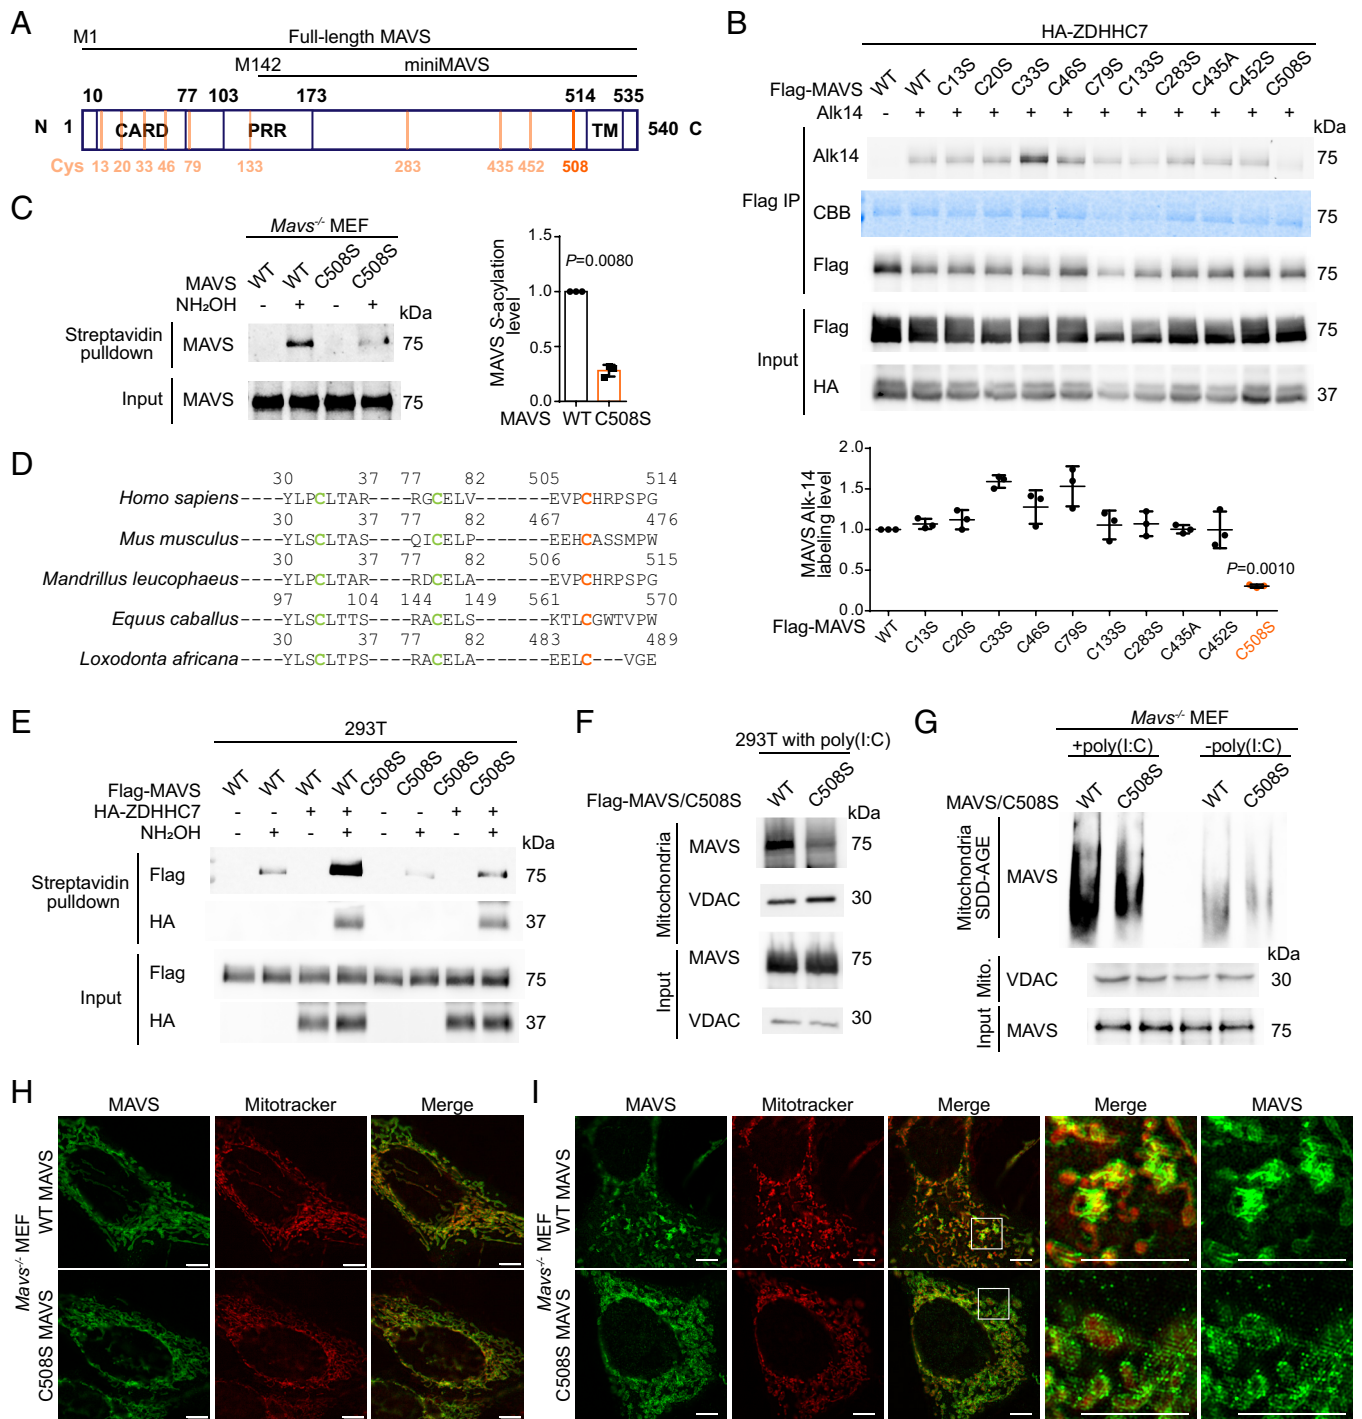 A
M1 Full-length MAVS
M142 miniMAVS
10 77 103 173 514 535
N 1 CARD PRR TM 540 C
Cys 13 20 33 46 79 133 283 435 452 508
B
HA-ZDHHC7
Flag-MAVS WT WT C13S C20S C33S C46S C79S C133S C283S C435A C452S C508S
Alk14 - + + + + + + + + + + +
kDa
Flag IP
Alk14 75
CBB 75
Flag 75
Input
Flag 75
HA 37
MAVS Alk-14 labeling level
2.0
1.5
1.0
0.5
0.0
P=0.0010
Flag-MAVS WT C13S C20S C33S C46S C79S C133S C283S C435A C452S C508S
C
Mavs-/- MEF
MAVS WT WT C508S C508S
NH₂OH - + - +
kDa
Streptavidin pulldown MAVS 75
Input MAVS 75
MAVS S-acylation level
1.5
1.0
0.5
0.0
P=0.0080
MAVS WT C508S
D
30 37 77 82 505 514
Homo sapiens----YLPCLTAR---RGCELV------EVPCHRPSPG
30 37 77 82 467 476
Mus musculus----YLSCLTAS---QICELP------EEHCASSMPW
30 37 77 82 506 515
Mandrillus leucophaeus----YLPCLTAR---RDCELA------EVPCHRPSPG
97 104 144 149 561 570
Equus caballus----YLSCLTTS---RACELS------KTLCGWTVPW
30 37 77 82 483 489
Loxodonta africana----YLSCLTPS---RACELA------EELC---VGE
E
293T
Flag-MAVS WT WT WT WT C508S C508S C508S C508S
HA-ZDHHC7 - - + + - - + +
NH₂OH - + - + - + - +
kDa
Streptavidin pulldown
Flag 75
HA 37
Input
Flag 75
HA 37
F
293T with poly(I:C)
Flag-MAVS/C508S WT C508S
kDa
Mitochondria
MAVS 75
VDAC 30
Input
MAVS 75
VDAC 30
G
Mavs-/- MEF
+poly(I:C) -poly(I:C)
MAVS/C508S WT C508S WT C508S
Mitochondria SDD-AGE
MAVS
kDa
Mito. VDAC 30
Input MAVS 75
H
MAVS Mitotracker Merge
Mavs-/- MEF
WT MAVS
C508S MAVS
I
MAVS Mitotracker Merge Merge MAVS
Mavs-/- MEF
WT MAVS
C508S MAVS